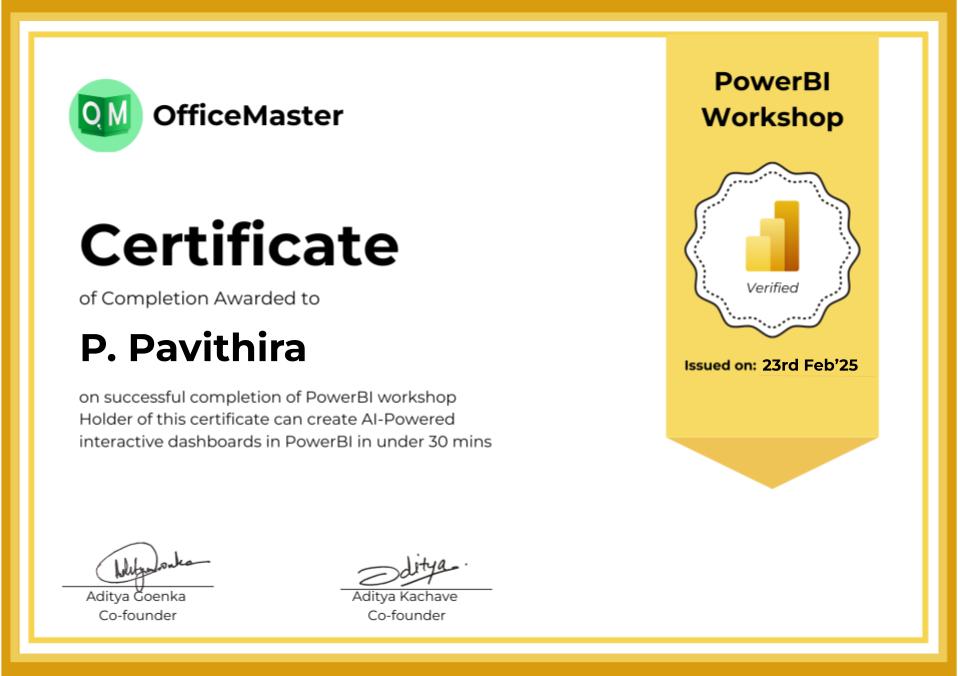 QM
OfficeMaster
Certificate
of Completion Awarded to
P. Pavithira
on successful completion of PowerBI workshop
Holder of this certificate can create AI-Powered
interactive dashboards in PowerBI in under 30 mins
Aditya Goenka
Co-founder
Aditya.
Aditya Kachave
Co-founder
PowerBI
Workshop
Verified
Issued on: 23rd Feb’25